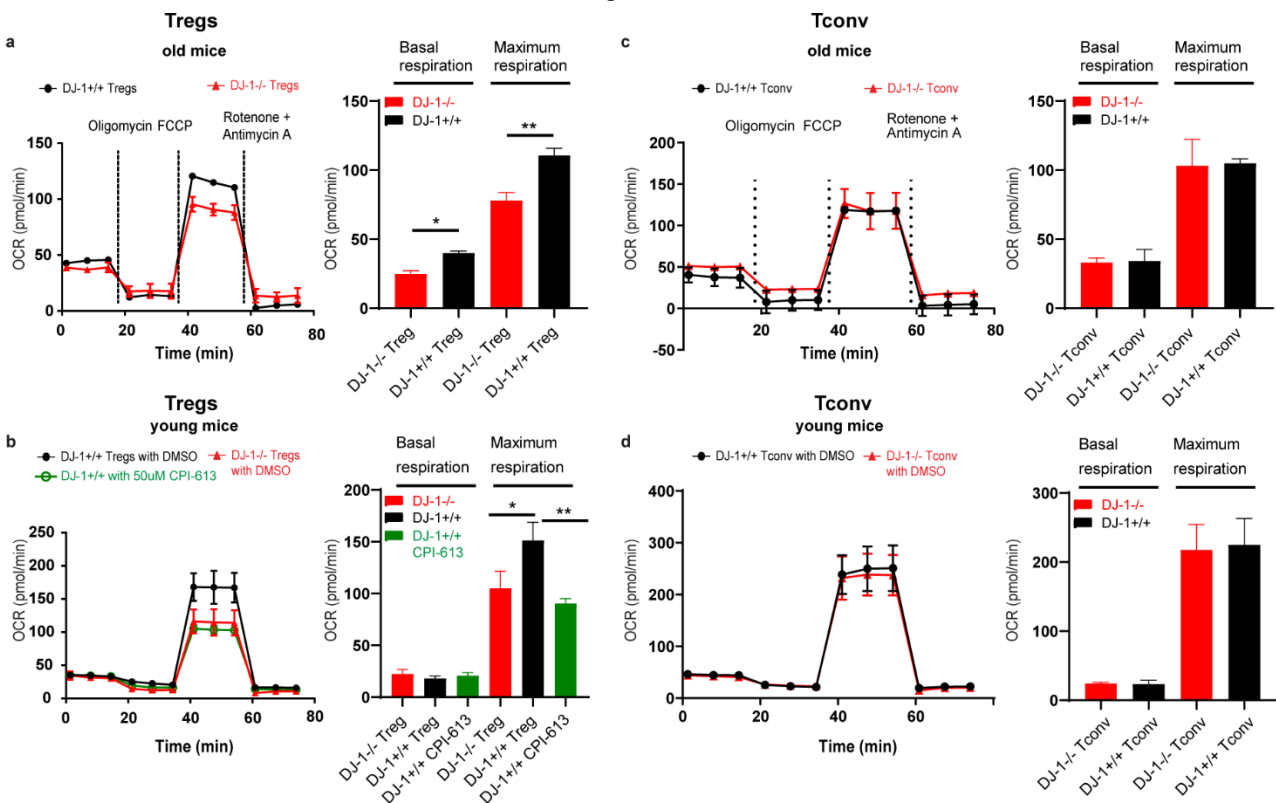 Tregs
a
old mice
DJ-1+/+ Tregs
DJ-1-/- Tregs
Oligomycin FCCP
Rotenone +
Antimycin A
OCR (pmol/min)
150
100
50
0
0 20 40 60 80
Time (min)
Basal
respiration
Maximum
respiration
DJ-1-/-
DJ-1+/+
OCR (pmol/min)
150
100
50
0
*
**
DJ-1-/- Treg
DJ-1+/+ Treg
DJ-1-/- Treg
DJ-1+/+ Treg
Tconv
c
old mice
DJ-1+/+ Tconv
DJ-1-/- Tconv
Oligomycin FCCP
Rotenone +
Antimycin A
OCR (pmol/min)
200
150
100
50
0
-50
20 40 60 80
Time (min)
Basal
respiration
Maximum
respiration
DJ-1-/-
DJ-1+/+
OCR (pmol/min)
150
100
50
0
DJ-1-/- Tconv
DJ-1+/+ Tconv
DJ-1-/- Tconv
DJ-1+/+ Tconv
Tregs
young mice
b
DJ-1+/+ Tregs with DMSO
DJ-1-/- Tregs
with DMSO
DJ-1+/+ with 50uM CPI-613
OCR (pmol/min)
250
200
150
100
50
0
0 20 40 60 80
Time (min)
Basal
respiration
Maximum
respiration
DJ-1-/-
DJ-1+/+
DJ-1+/+
CPI-613
OCR (pmol/min)
200
150
100
50
0
*
**
DJ-1-/- Treg
DJ-1+/+ Treg
DJ-1+/+ CPI-613
DJ-1-/- Treg
DJ-1+/+ Treg
DJ-1+/+ CPI-613
Tconv
young mice
d
DJ-1+/+ Tconv with DMSO
DJ-1-/- Tconv
with DMSO
OCR (pmol/min)
400
300
200
100
0
0 20 40 60
Time (min)
Basal
respiration
Maximum
respiration
DJ-1-/-
DJ-1+/+
OCR (pmol/min)
300
200
100
0
DJ-1-/- Tconv
DJ-1+/+ Tconv
DJ-1-/- Tconv
DJ-1+/+ Tconv